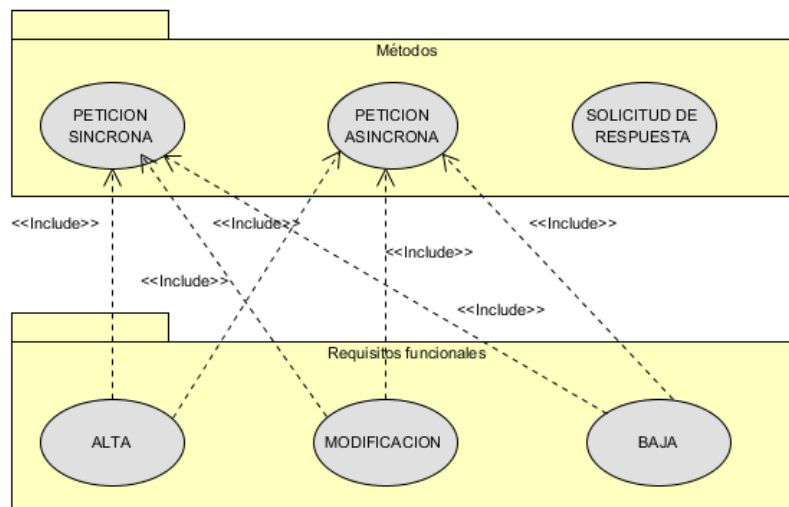 Métodos
PETICION
SINCRONA
PETICION
ASINCRONA
SOLICITUD DE
RESPUESTA
<<Include>>
<<Include>>
<<Include>>
<<Include>>
<<Include>>
<<Include>>
Requisitos funcionales
ALTA
MODIFICACION
BAJA